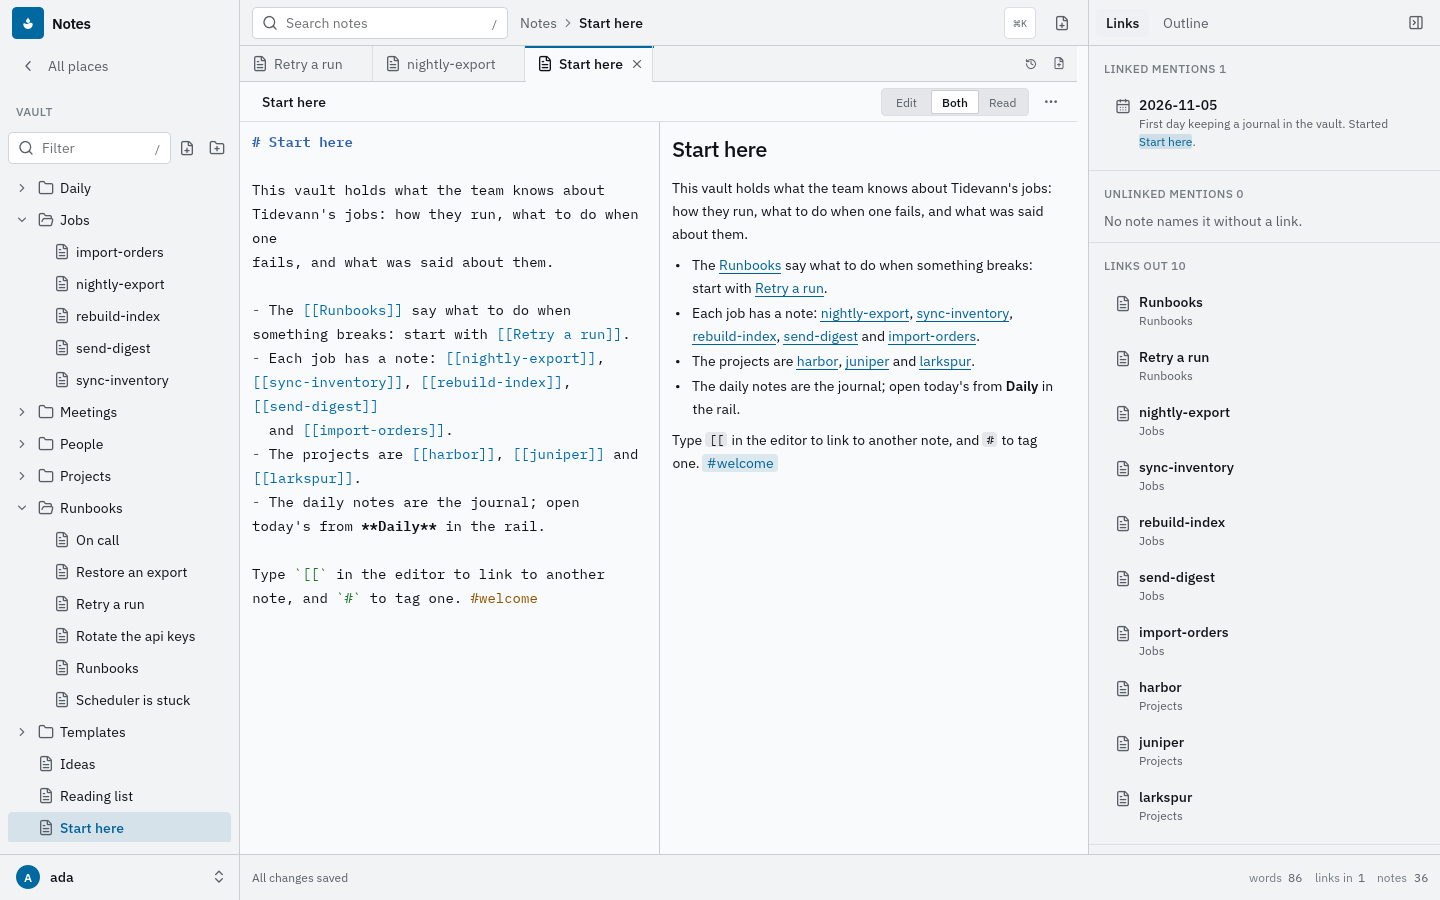 Notes
All places
VAULT
Filter /
Daily
Jobs
import-orders
nightly-export
rebuild-index
send-digest
sync-inventory
Meetings
People
Projects
Runbooks
On call
Restore an export
Retry a run
Rotate the api keys
Runbooks
Scheduler is stuck
Templates
Ideas
Reading list
Start here
A ada
Search notes /
Notes > Start here
⌘K
Retry a run
nightly-export
Start here
Start here
Edit Both Read
# Start here
This vault holds what the team knows about
Tidevann's jobs: how they run, what to do when
one
fails, and what was said about them.
- The [[Runbooks]] say what to do when
something breaks: start with [[Retry a run]].
- Each job has a note: [[nightly-export]],
[[sync-inventory]], [[rebuild-index]],
[[send-digest]]
and [[import-orders]].
- The projects are [[harbor]], [[juniper]] and
[[larkspur]].
- The daily notes are the journal; open
today's from **Daily** in the rail.
Type `[[` in the editor to link to another
note, and `#` to tag one. #welcome
Start here
This vault holds what the team knows about Tidevann's jobs:
how they run, what to do when one fails, and what was said
about them.
• The Runbooks say what to do when something breaks:
start with Retry a run.
• Each job has a note: nightly-export, sync-inventory,
rebuild-index, send-digest and import-orders.
• The projects are harbor, juniper and larkspur.
• The daily notes are the journal; open today's from Daily in
the rail.
Type [[ in the editor to link to another note, and # to tag
one. #welcome
All changes saved
Links Outline
LINKED MENTIONS 1
2026-11-05
First day keeping a journal in the vault. Started
Start here.
UNLINKED MENTIONS 0
No note names it without a link.
LINKS OUT 10
Runbooks
Runbooks
Retry a run
Runbooks
nightly-export
Jobs
sync-inventory
Jobs
rebuild-index
Jobs
send-digest
Jobs
import-orders
Jobs
harbor
Projects
juniper
Projects
larkspur
Projects
words 86 links in 1 notes 36